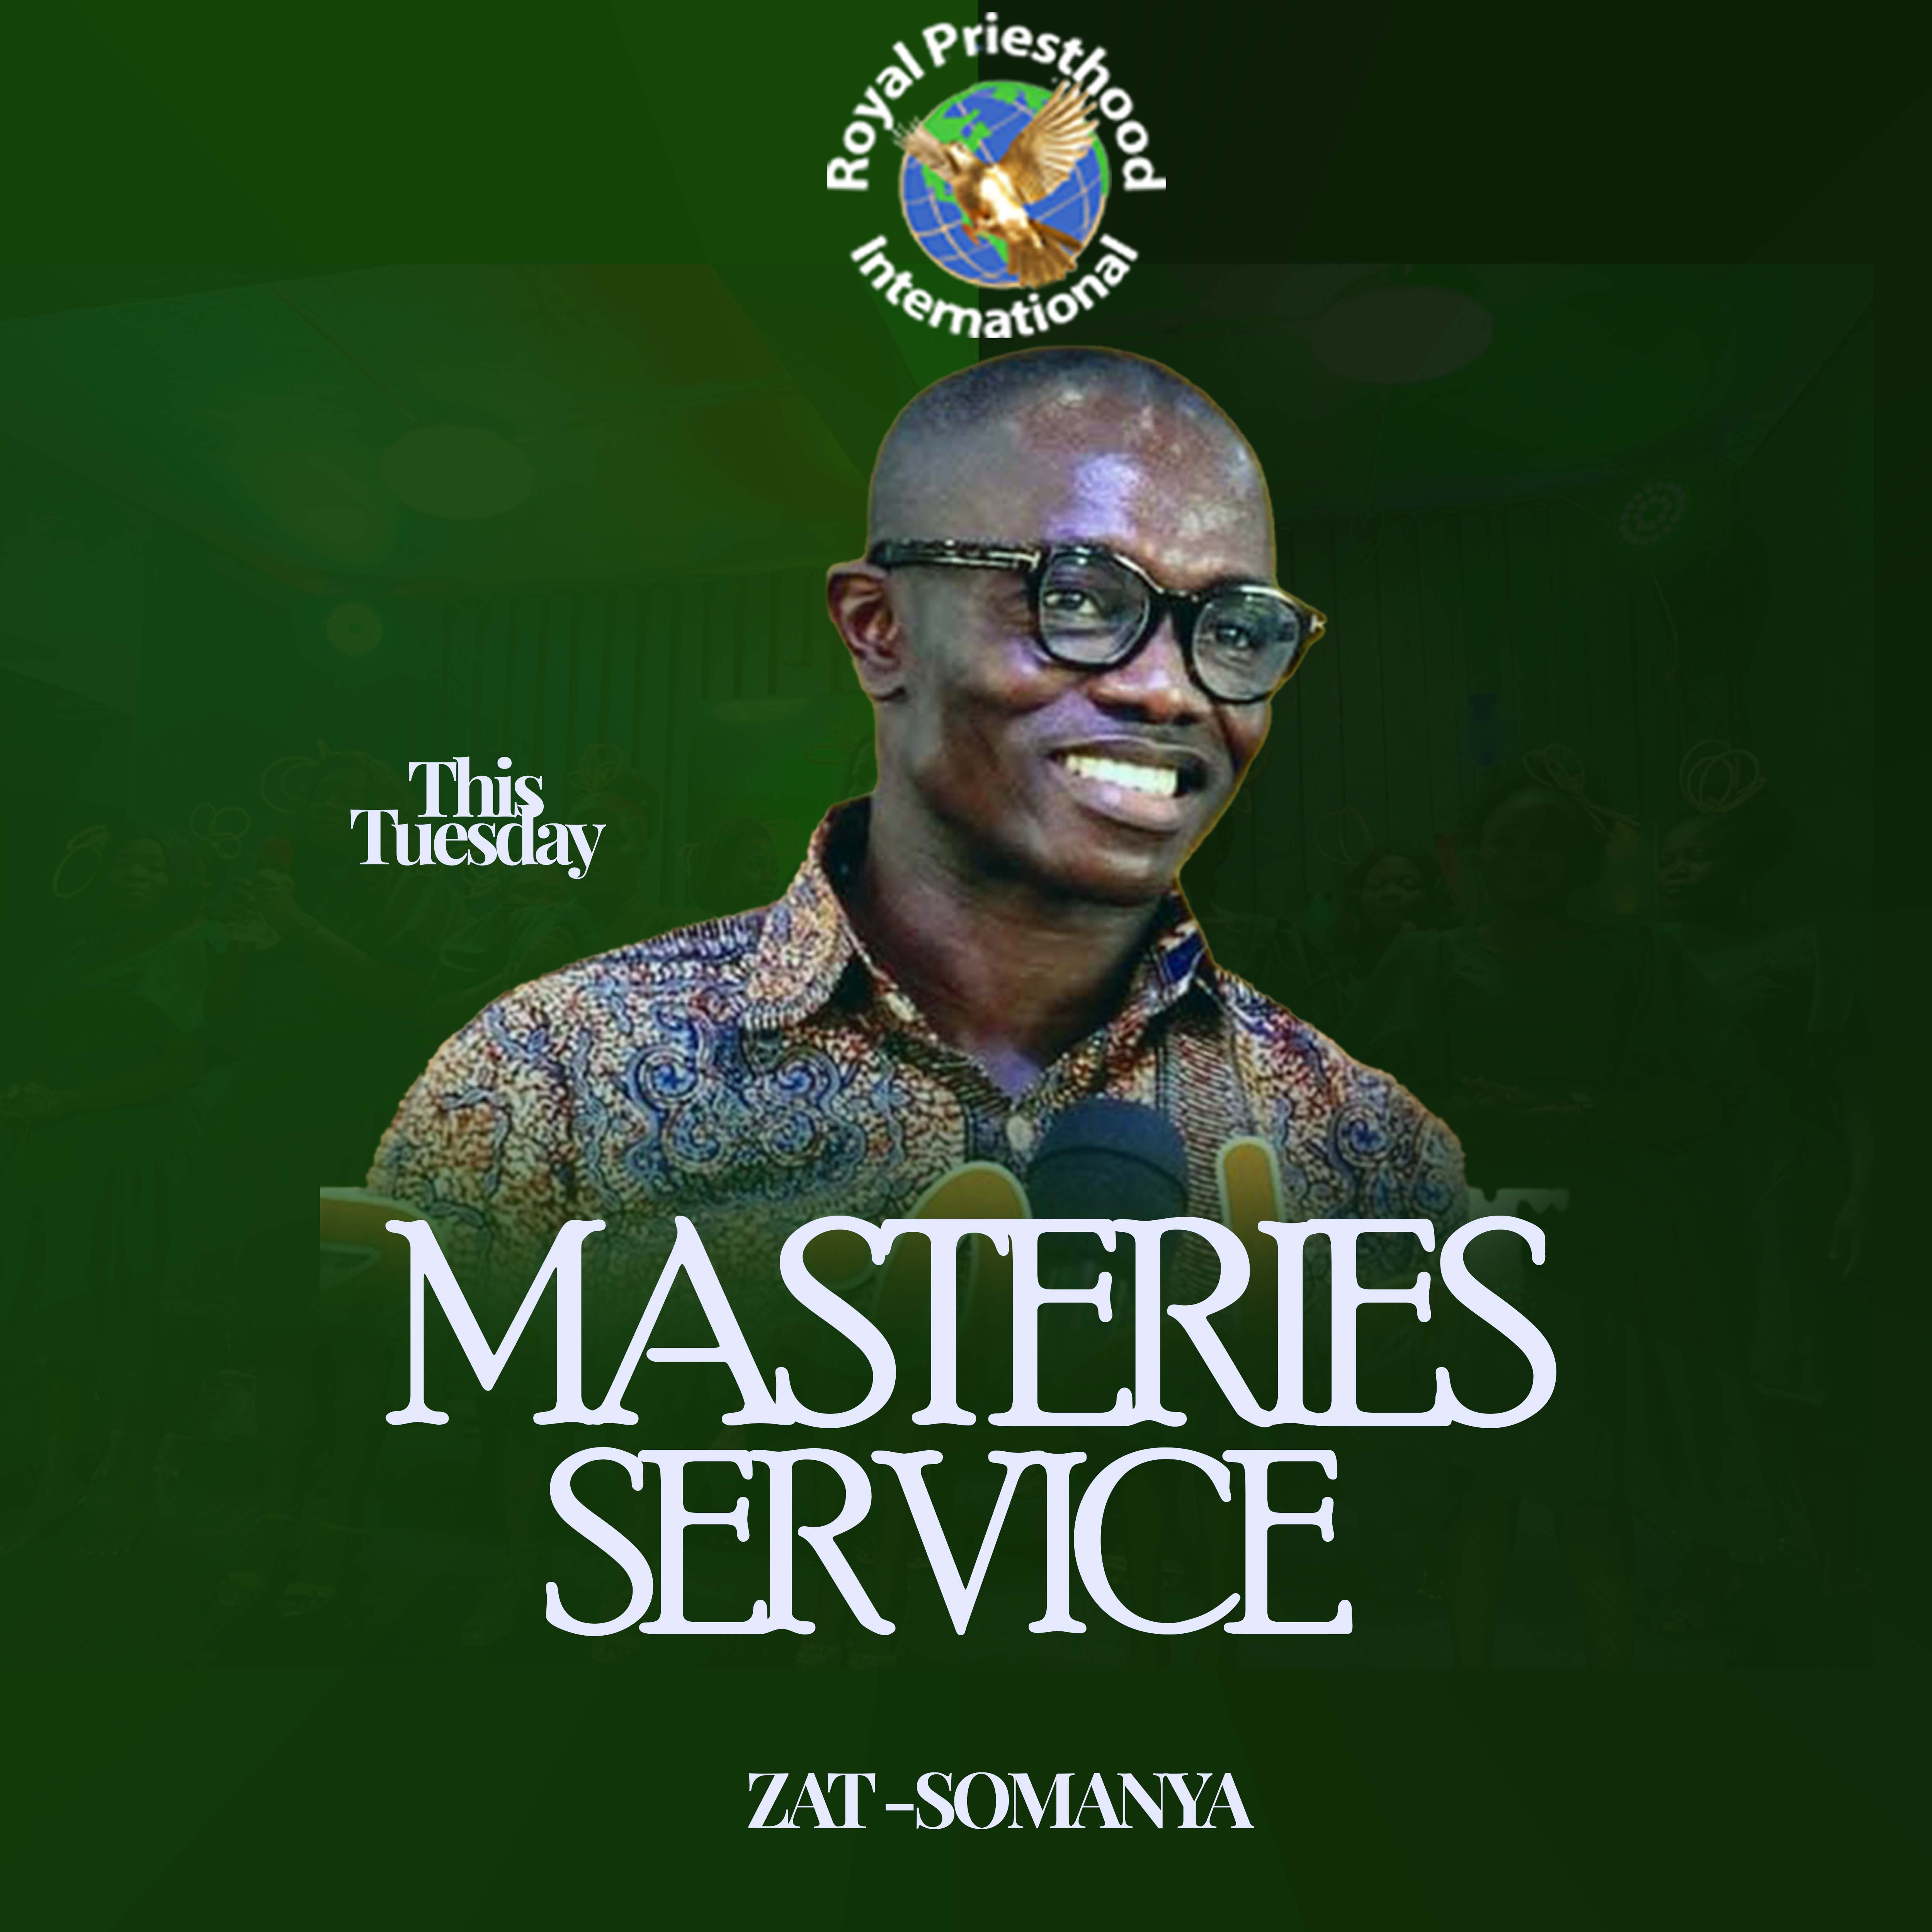 Royal Priesthood
International
This
Tuesday
MASTERIES
SERVICE
ZAT -SOMANYA